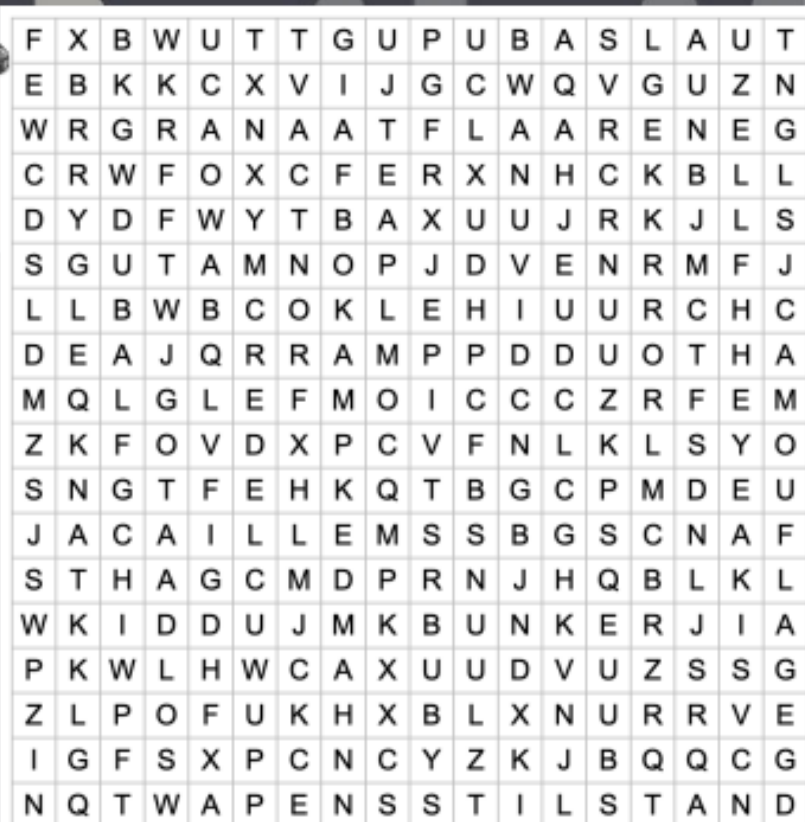 F X B W U T T G U P U B A S L A U T
E B K K C X V I J G C W Q V G U Z N
W R G R A N A A T F L A A R E N E G
C R W F O X C F E R X N H C K B L L
D Y D F W Y T B A X U U J R K J L S
S G U T A M N O P J D V E N R M F J
L L B W B C O K L E H I U U R C H C
D E A J Q R R A M P P D D U O T H A
M Q L G L E F M O I C C C Z R F E M
Z K F O V D X P C V F N L K L S Y O
S N G T F E H K Q T B G C P M D E U
J A C A I L L E M S S B G S C N A F
S T H A G C M D P R N J H Q B L K L
W K I D D U J M K B U N K E R J I A
P K W L H W C A X U U D V U Z S S G
Z L P O F U K H X B L X N U R R V E
I G F S X P C N C Y Z K J B Q Q C G
N Q T W A P E N S S T I L S T A N D